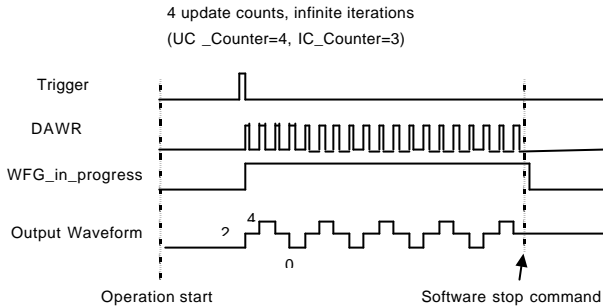 4 update counts, infinite iterations
(UC _Counter=4, IC_Counter=3)
Trigger
DAWR
WFG_in_progress
4
Output Waveform
2
0
Operation start
Software stop command